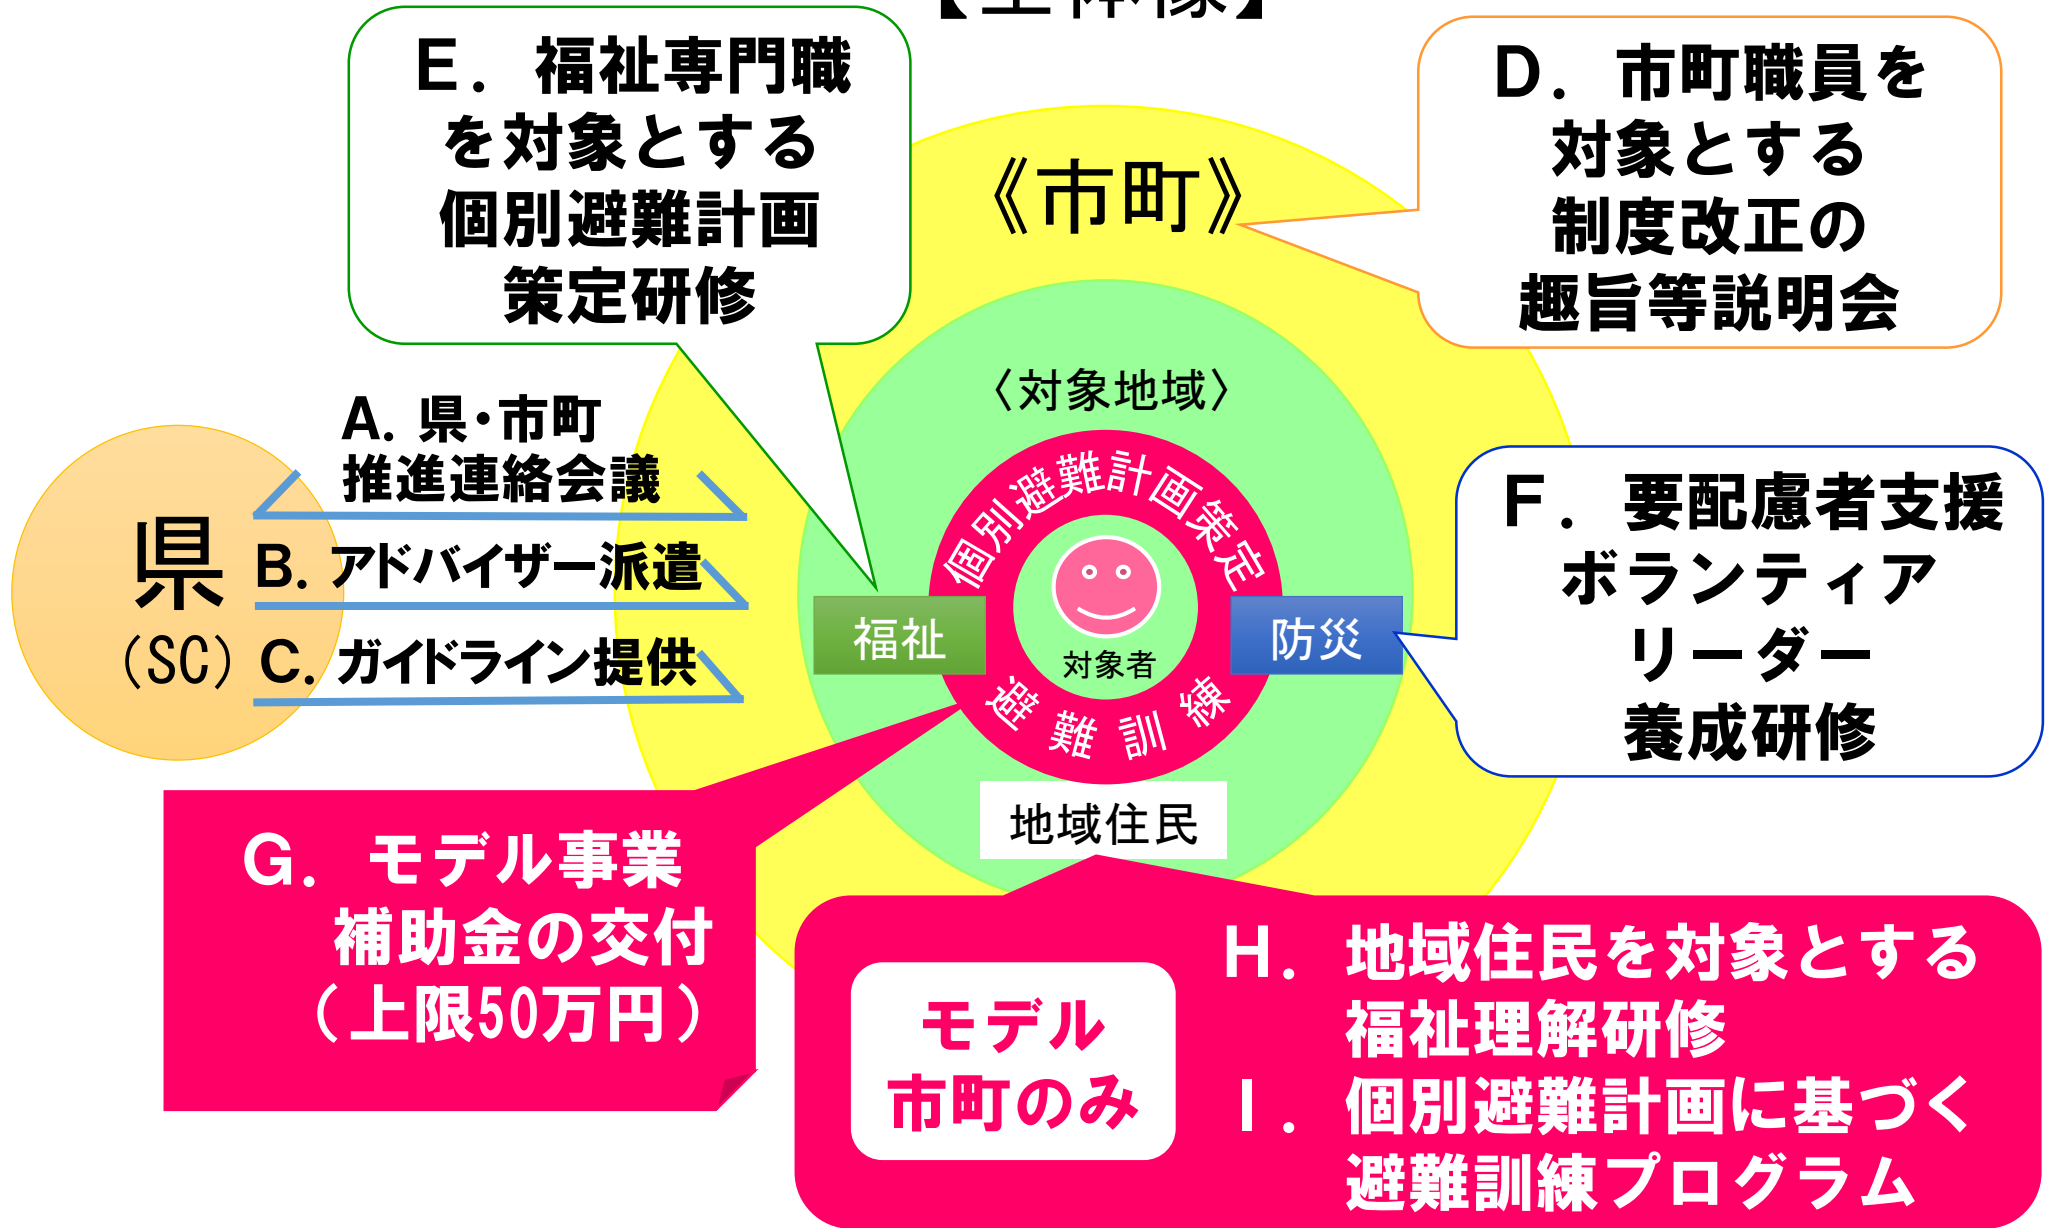 【全体像】
E．福祉専門職
を対象とする
個別避難計画
策定研修
D．市町職員を
対象とする
制度改正の
趣旨等説明会
《市町》
〈対象地域〉
A．県・市町
推進連絡会議
B．アドバイザー派遣
C．ガイドライン提供
県
（SC）
個別避難計画策定
福祉
防災
対象者
避難訓練
地域住民
F．要配慮者支援
ボランティア
リーダー
養成研修
G．モデル事業
補助金の交付
（上限50万円）
モデル
市町のみ
H．地域住民を対象とする
福祉理解研修
I．個別避難計画に基づく
避難訓練プログラム